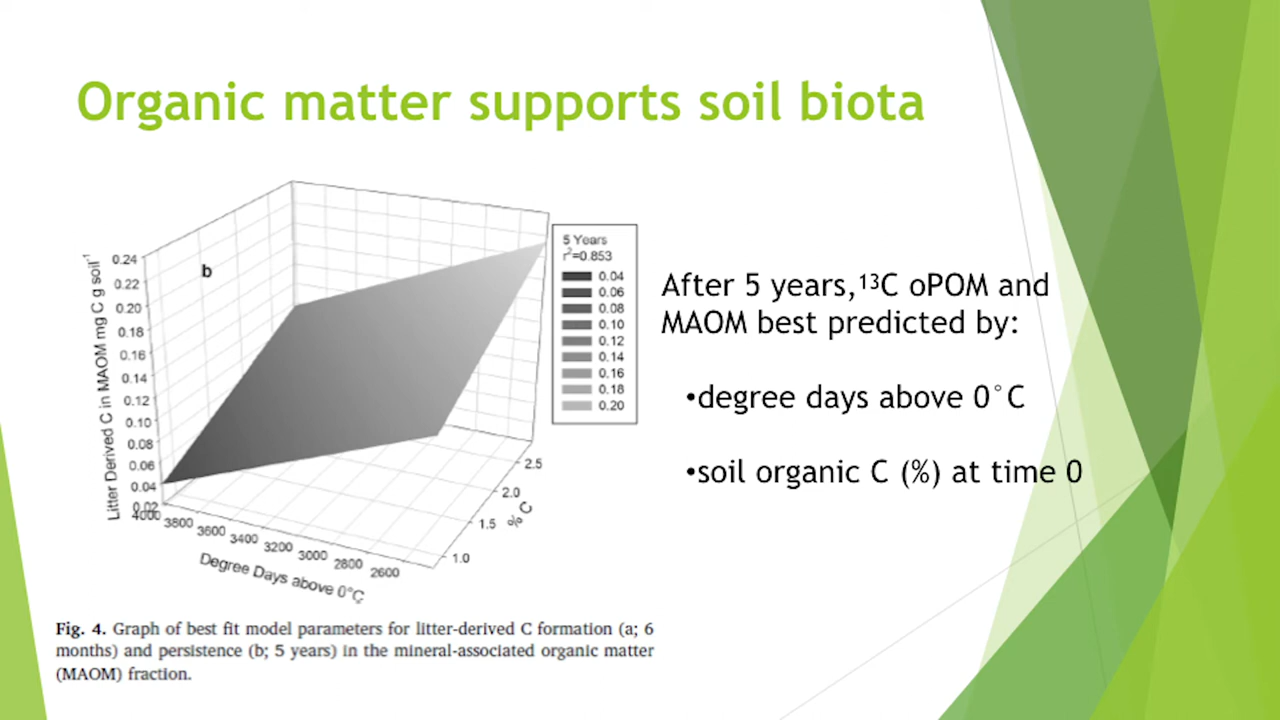 Organic matter supports soil biota
b
Litter Derived C in MAOM mg C g soil⁻¹
0.24
0.22
0.20
0.18
0.16
0.14
0.12
0.10
0.08
0.06
0.04
0.02
4000
3800
3600
3400
3200
3000
2800
2600
Degree Days above 0°C
1.0
1.5
2.0
2.5
% C
5 Years
r²=0.853
0.04
0.06
0.08
0.10
0.12
0.14
0.16
0.18
0.20
After 5 years,¹³C oPOM and
MAOM best predicted by:
•degree days above 0°C
•soil organic C (%) at time 0
Fig. 4. Graph of best fit model parameters for litter-derived C formation (a; 6
months) and persistence (b; 5 years) in the mineral-associated organic matter
(MAOM) fraction.